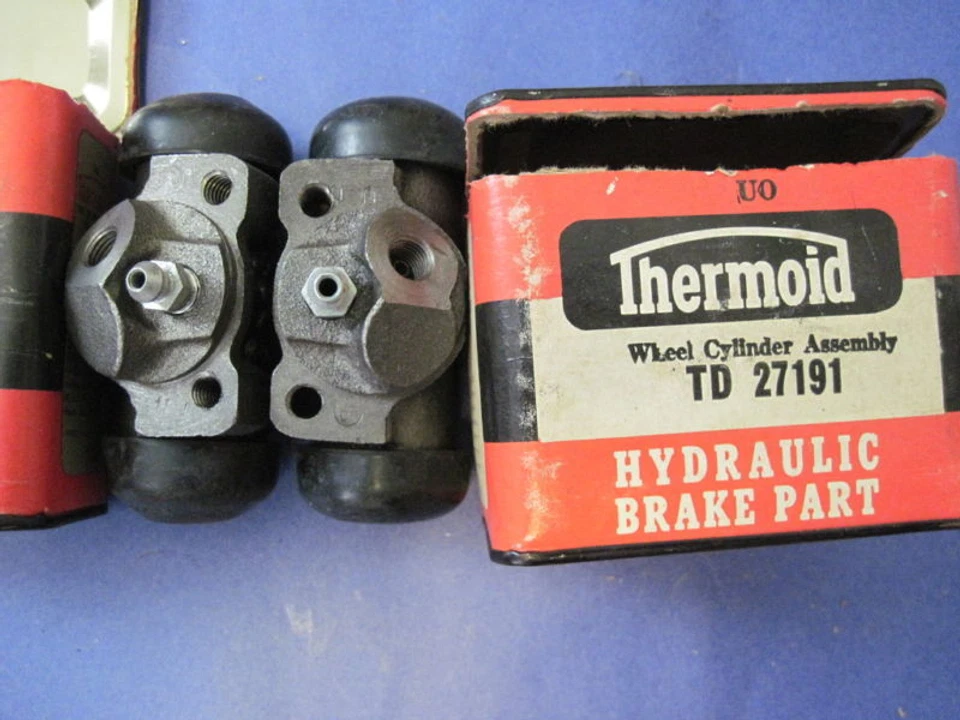 UO
Thermoid
Wheel Cylinder Assembly
TD 27191
HYDRAULIC
BRAKE PART